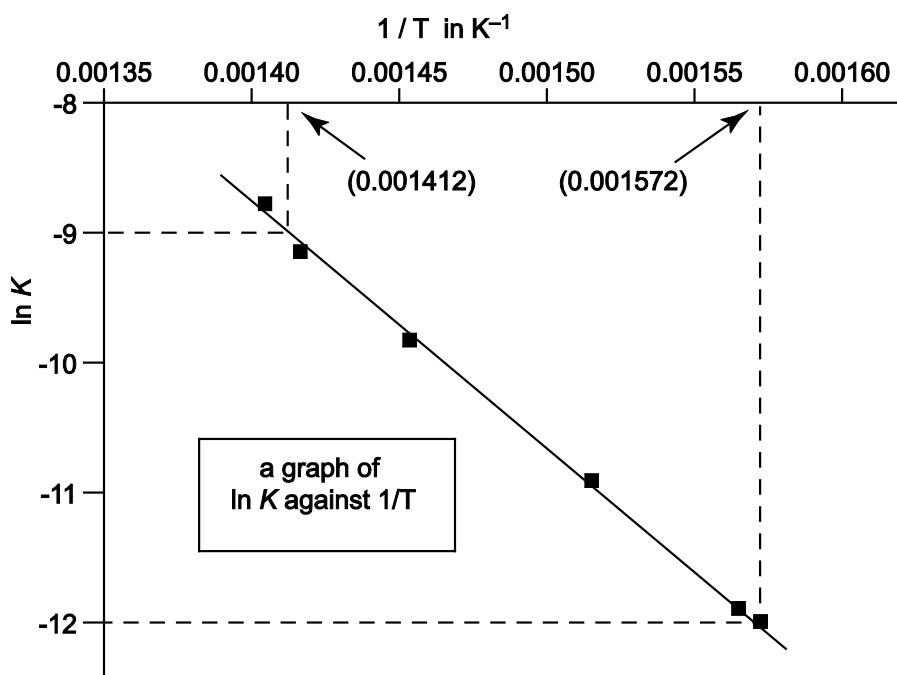 1 / T in K⁻¹
0.00135 0.00140 0.00145 0.00150 0.00155 0.00160
-8
(0.001412) (0.001572)
-9
ln K
-10
a graph of
ln K against 1/T
-11
-12